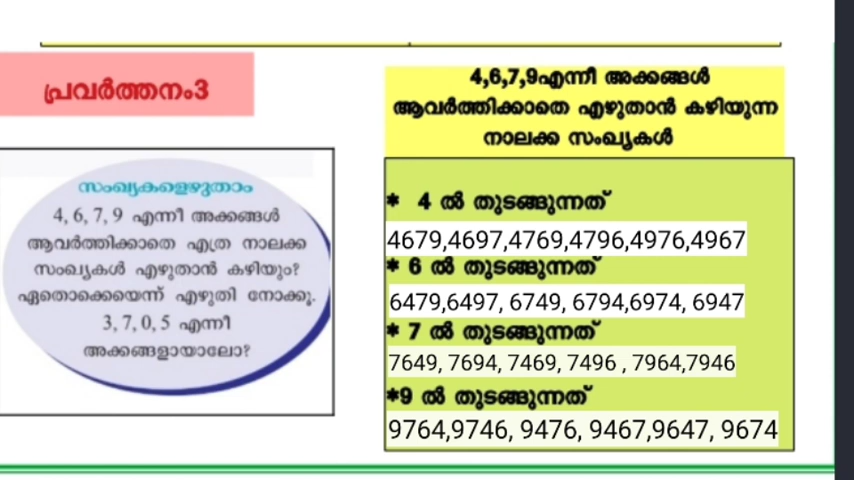 പ്രവർത്തനം3
സംഖ്യകളെഴുതാം
4, 6, 7, 9 എന്നീ അക്കങ്ങൾ
ആവർത്തിക്കാതെ എത്ര നാലക്ക
സംഖ്യകൾ എഴുതാൻ കഴിയും?
ഏതൊക്കെയെന്ന് എഴുതി നോക്കൂ.
3, 7, 0, 5 എന്നീ
അക്കങ്ങളായാലോ?
4,6,7,9എന്നീ അക്കങ്ങൾ
ആവർത്തിക്കാതെ എഴുതാൻ കഴിയുന്ന
നാലക്ക സംഖ്യകൾ
* 4 ൽ തുടങ്ങുന്നത്
4679,4697,4769,4796,4976,4967
* 6 ൽ തുടങ്ങുന്നത്
6479,6497, 6749, 6794,6974, 6947
* 7 ൽ തുടങ്ങുന്നത്
7649, 7694, 7469, 7496 , 7964,7946
*9 ൽ തുടങ്ങുന്നത്
9764,9746, 9476, 9467,9647, 9674